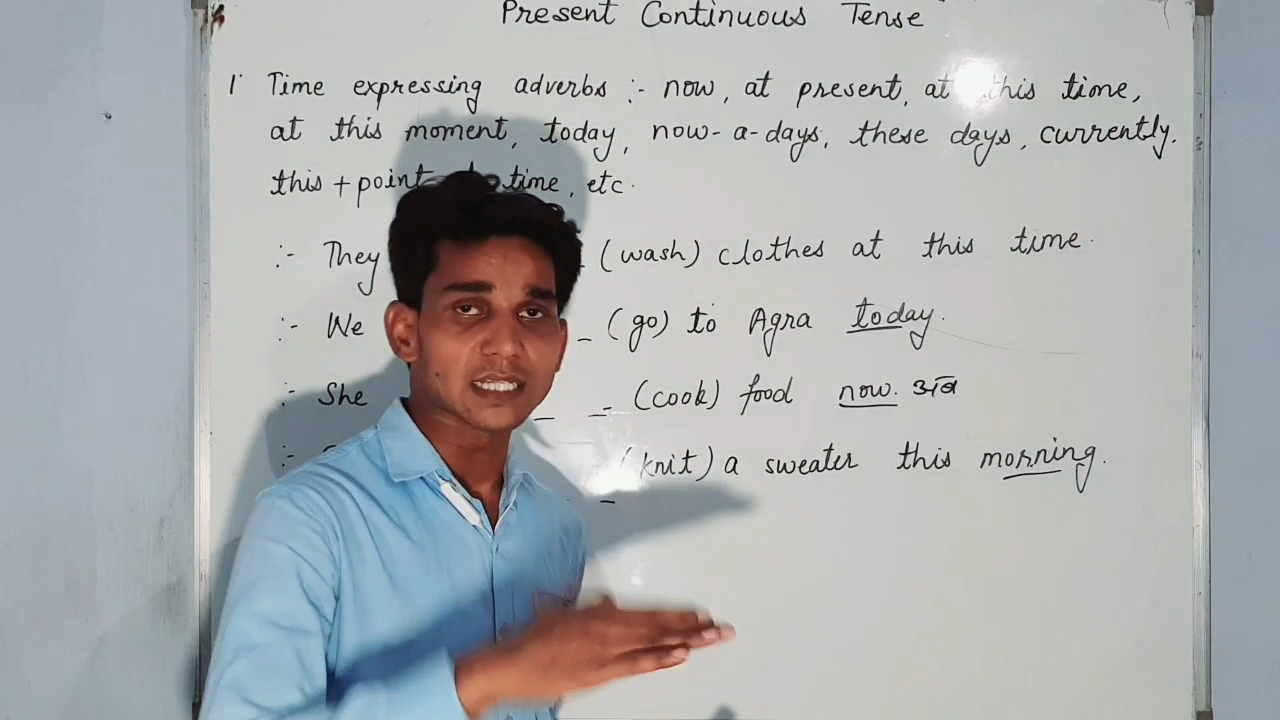 Present Continuous Tense
1. Time expressing adverbs :- now, at present, at this time,
at this moment, today, now-a-days, these days, currently.
this + point time, etc.
:- They _ (wash) clothes at this time.
:- We _ (go) to Agra today.
:- She _ _ (cook) food now. अब
:- _ (knit) a sweater this morning.